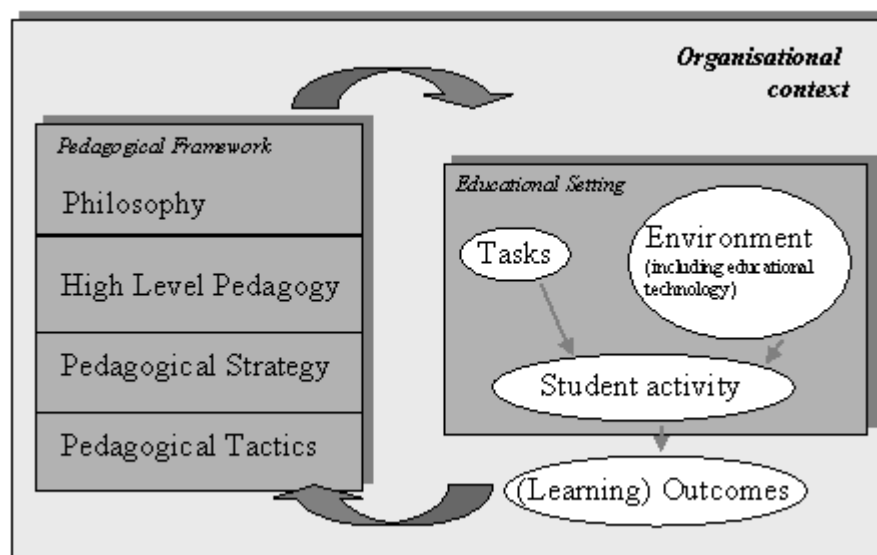 Organisational
context
Pedagogical Framework
Philosophy
High Level Pedagogy
Pedagogical Strategy
Pedagogical Tactics
Educational Setting
Tasks
Environment
(including educational
technology)
Student activity
(Learning) Outcomes